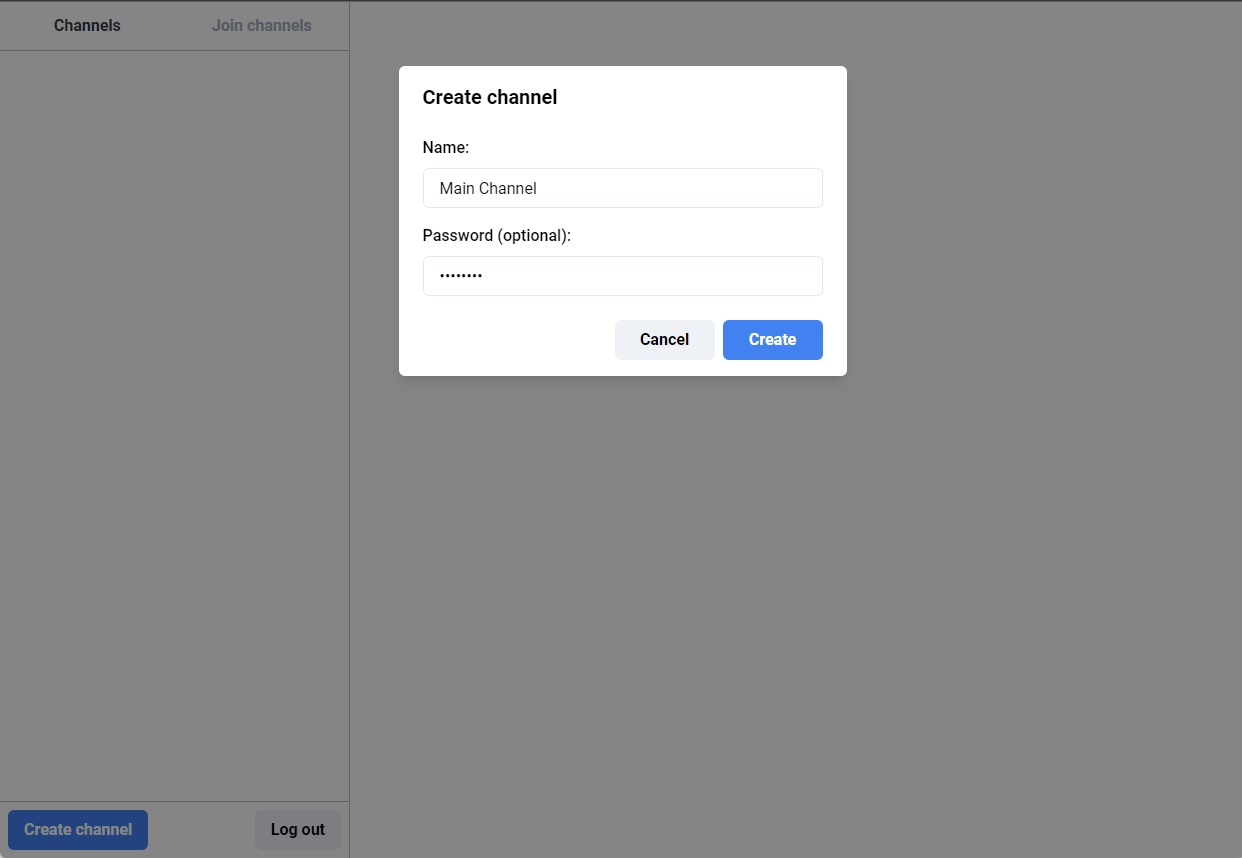 Channels
Join channels
Create channel
Name:
Main Channel
Password (optional):
••••••••
Cancel
Create
Create channel
Log out